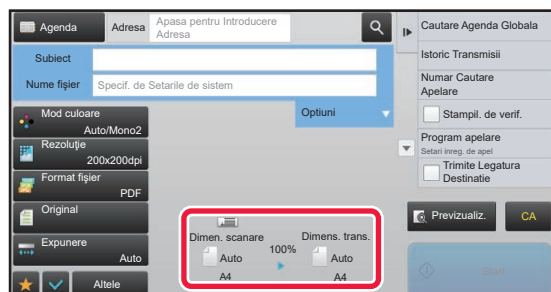 Agenda
Adresa
Apasa pentru Introducere
Adresa
Subiect
Nume fişier
Specif. de Setarile de sistem
Optiuni
Mod culoare
Auto/Mono2
Rezoluţie
200x200dpi
Format fişier
PDF
Original
Expunere
Auto
Altele
Dimen. scanare
Auto
A4
100%
Dimens. trans.
Auto
A4
Cautare Agenda Globala
Istoric Transmisii
Numar Cautare
Apelare
Stampil. de verif.
Program apelare
Setari inreg. de apel
Trimite Legatura
Destinatie
Previzualiz.
CA
Start